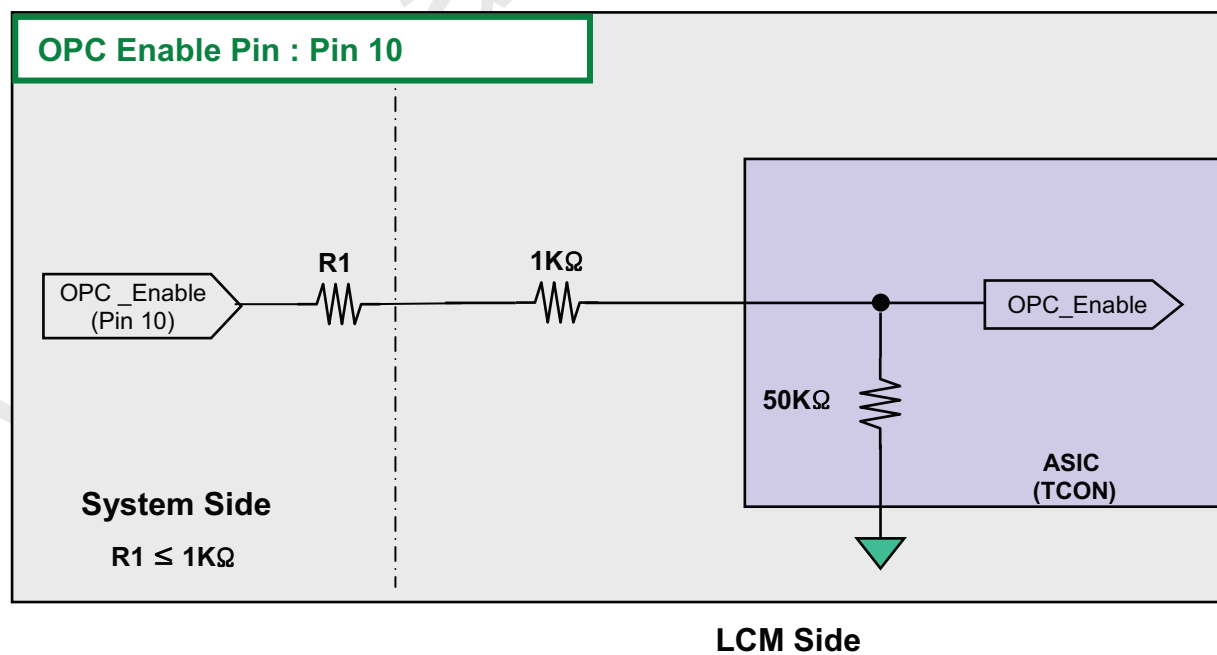 OPC Enable Pin : Pin 10
R1
1KΩ
OPC _Enable
(Pin 10)
OPC_Enable
50KΩ
ASIC
(TCON)
System Side
R1 ≤ 1KΩ
LCM Side